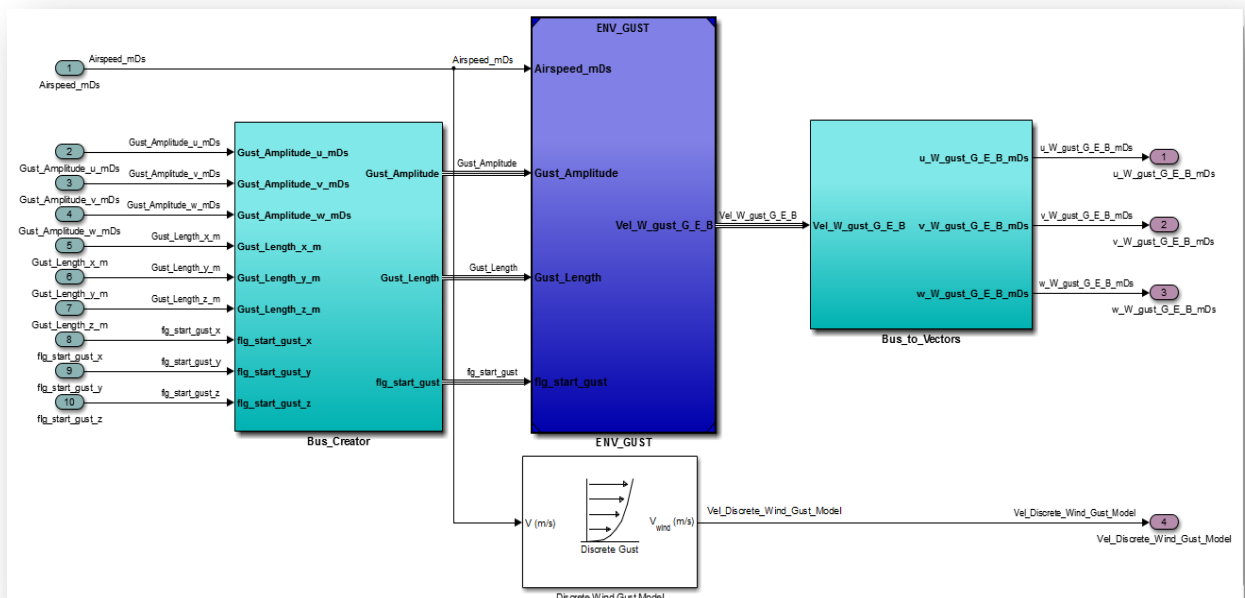 ENV_GUST
1
Airspeed_mDs
Airspeed_mDs
Airspeed_mDs
Airspeed_mDs
2
Gust_Amplitude_u_mDs
Gust_Amplitude_u_mDs
Gust_Amplitude_u_mDs
3
Gust_Amplitude_v_mDs
Gust_Amplitude_v_mDs
Gust_Amplitude_v_mDs
4
Gust_Amplitude_w_mDs
Gust_Amplitude_w_mDs
Gust_Amplitude_w_mDs
5
Gust_Length_x_m
Gust_Length_x_m
Gust_Length_x_m
6
Gust_Length_y_m
Gust_Length_y_m
Gust_Length_y_m
7
Gust_Length_z_m
Gust_Length_z_m
Gust_Length_z_m
8
flg_start_gust_x
flg_start_gust_x
flg_start_gust_x
9
flg_start_gust_y
flg_start_gust_y
flg_start_gust_y
10
flg_start_gust_z
flg_start_gust_z
flg_start_gust_z
Gust_Amplitude
Gust_Length
flg_start_gust
Bus_Creator
Gust_Amplitude
Gust_Length
flg_start_gust
Gust_Amplitude
Gust_Length
flg_start_gust
Vel_W_gust_G_E_B
ENV_GUST
Vel_W_gust_G_E_B
Vel_W_gust_G_E_B
u_W_gust_G_E_B_mDs
v_W_gust_G_E_B_mDs
w_W_gust_G_E_B_mDs
Bus_to_Vectors
u_W_gust_G_E_B_mDs
1
u_W_gust_G_E_B_mDs
v_W_gust_G_E_B_mDs
2
v_W_gust_G_E_B_mDs
w_W_gust_G_E_B_mDs
3
w_W_gust_G_E_B_mDs
V (m/s)
V wind (m/s)
Discrete Gust
Discrete Wind Gust Model
Vel_Discrete_Wind_Gust_Model
Vel_Discrete_Wind_Gust_Model
4
Vel_Discrete_Wind_Gust_Model